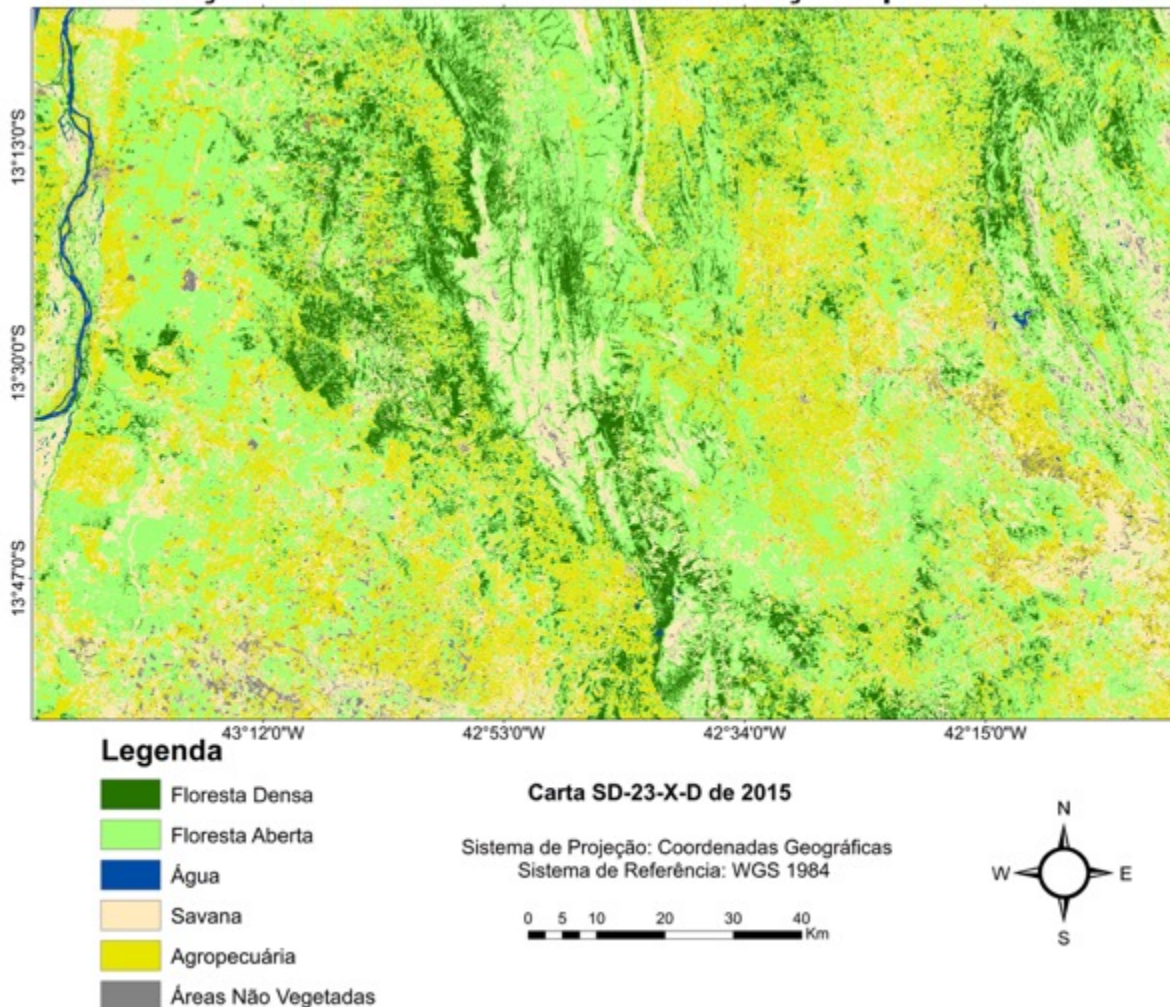 13°13'0"S
13°30'0"S
13°47'0"S
43°12'0"W
42°53'0"W
42°34'0"W
42°15'0"W
Legenda
Floresta Densa
Floresta Aberta
Água
Savana
Agropecuária
Áreas Não Vegetadas
Carta SD-23-X-D de 2015
Sistema de Projeção: Coordenadas Geográficas
Sistema de Referência: WGS 1984
0 5 10 20 30 40
Km
N
W E
S